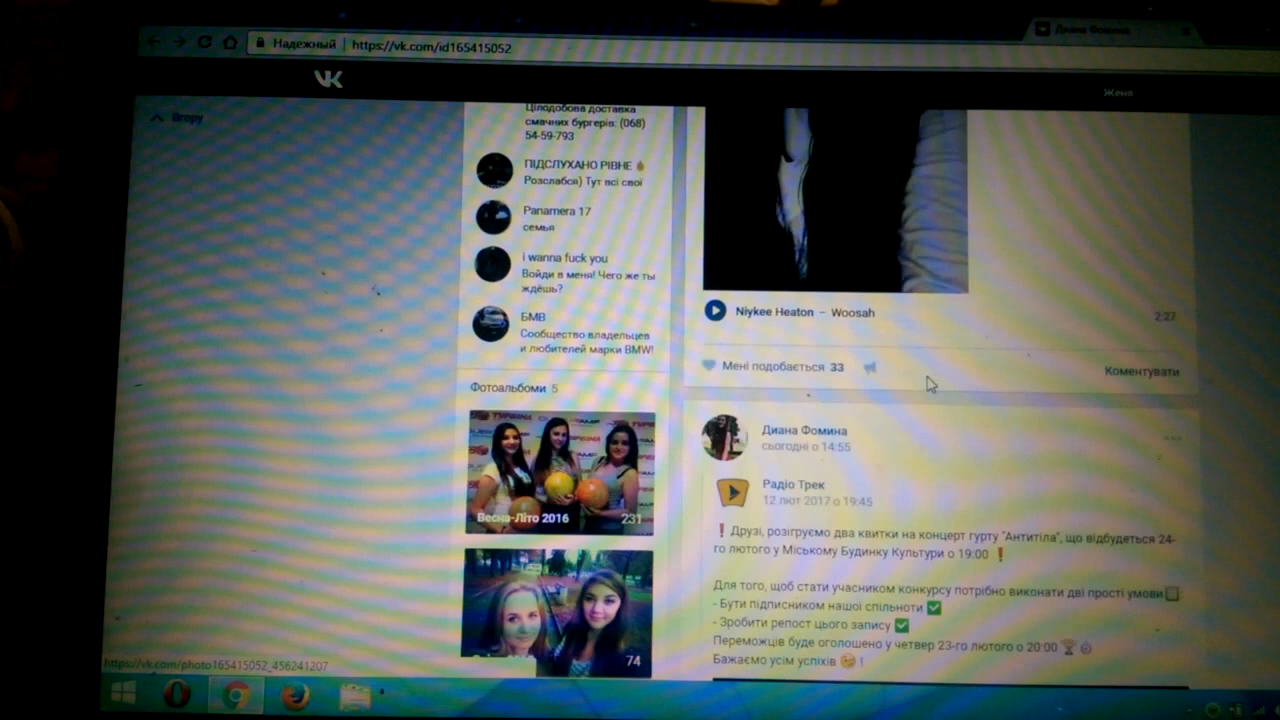 Диана Фомина
Надежный | https://vk.com/id165415052
Женя
Вгору
Цілодобова доставка
смачних бургерів: (068)
54-59-793
ПІДСЛУХАНО РІВНЕ
Розслабся) Тут всі свої
Panamera 17
семья
i wanna fuck you
Войди в меня! Чего же ты
ждёшь?
БМВ
Сообщество владельцев
и любителей марки BMW!
Фотоальбоми 5
Весна-Літо 2016 231
74
Niykee Heaton – Woosah 2:27
Мені подобається 33
Коментувати
Диана Фомина
сьогодні о 14:55
Радіо Трек
12 лют 2017 о 19:45
❗ Друзі, розігруємо два квитки на концерт гурту "Антитіла", що відбудеться 24-
го лютого у Міському Будинку Культури о 19:00 ❗
Для того, щоб стати учасником конкурсу потрібно виконати дві прості умови
- Бути підписником нашої спільноти ✅
- Зробити репост цього запису ✅
Переможців буде оголошено у четвер 23-го лютого о 20:00 🏆
Бажаємо усім успіхів !
https://vk.com/photo165415052_456241207